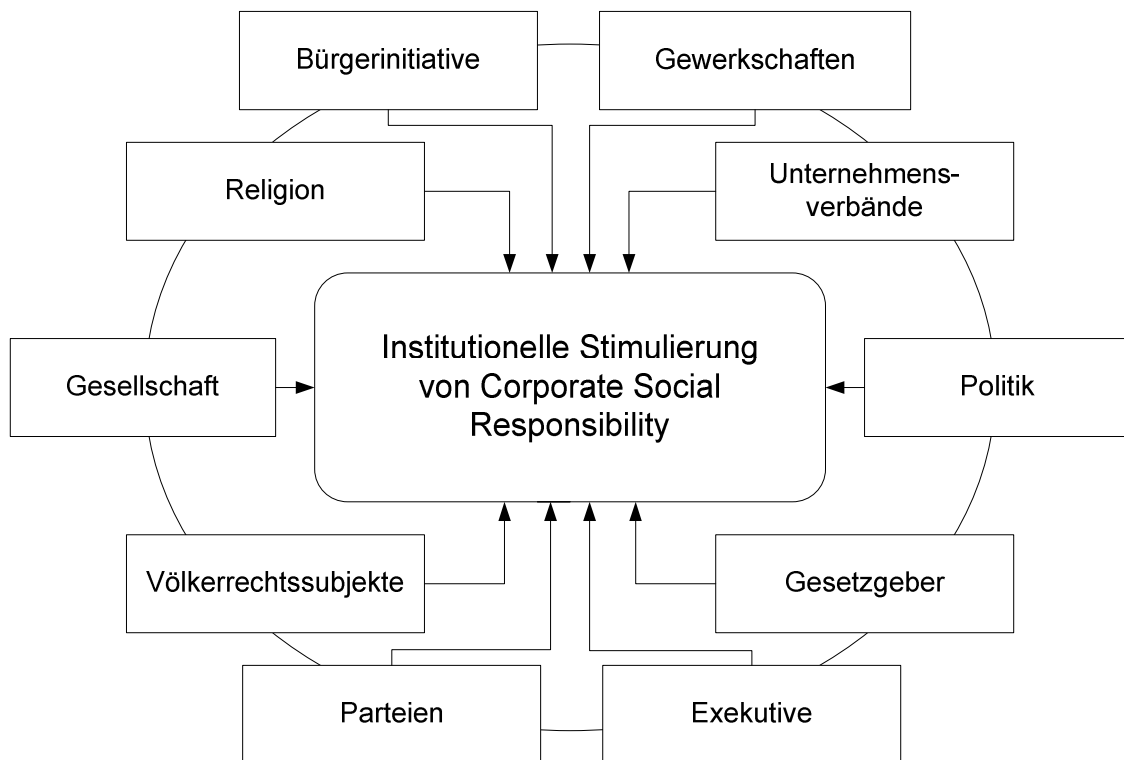 Bürgerinitiative
Gewerkschaften
Religion
Unternehmens-
verbände
Institutionelle Stimulierung
von Corporate Social
Responsibility
Gesellschaft
Politik
Völkerrechtssubjekte
Gesetzgeber
Parteien
Exekutive